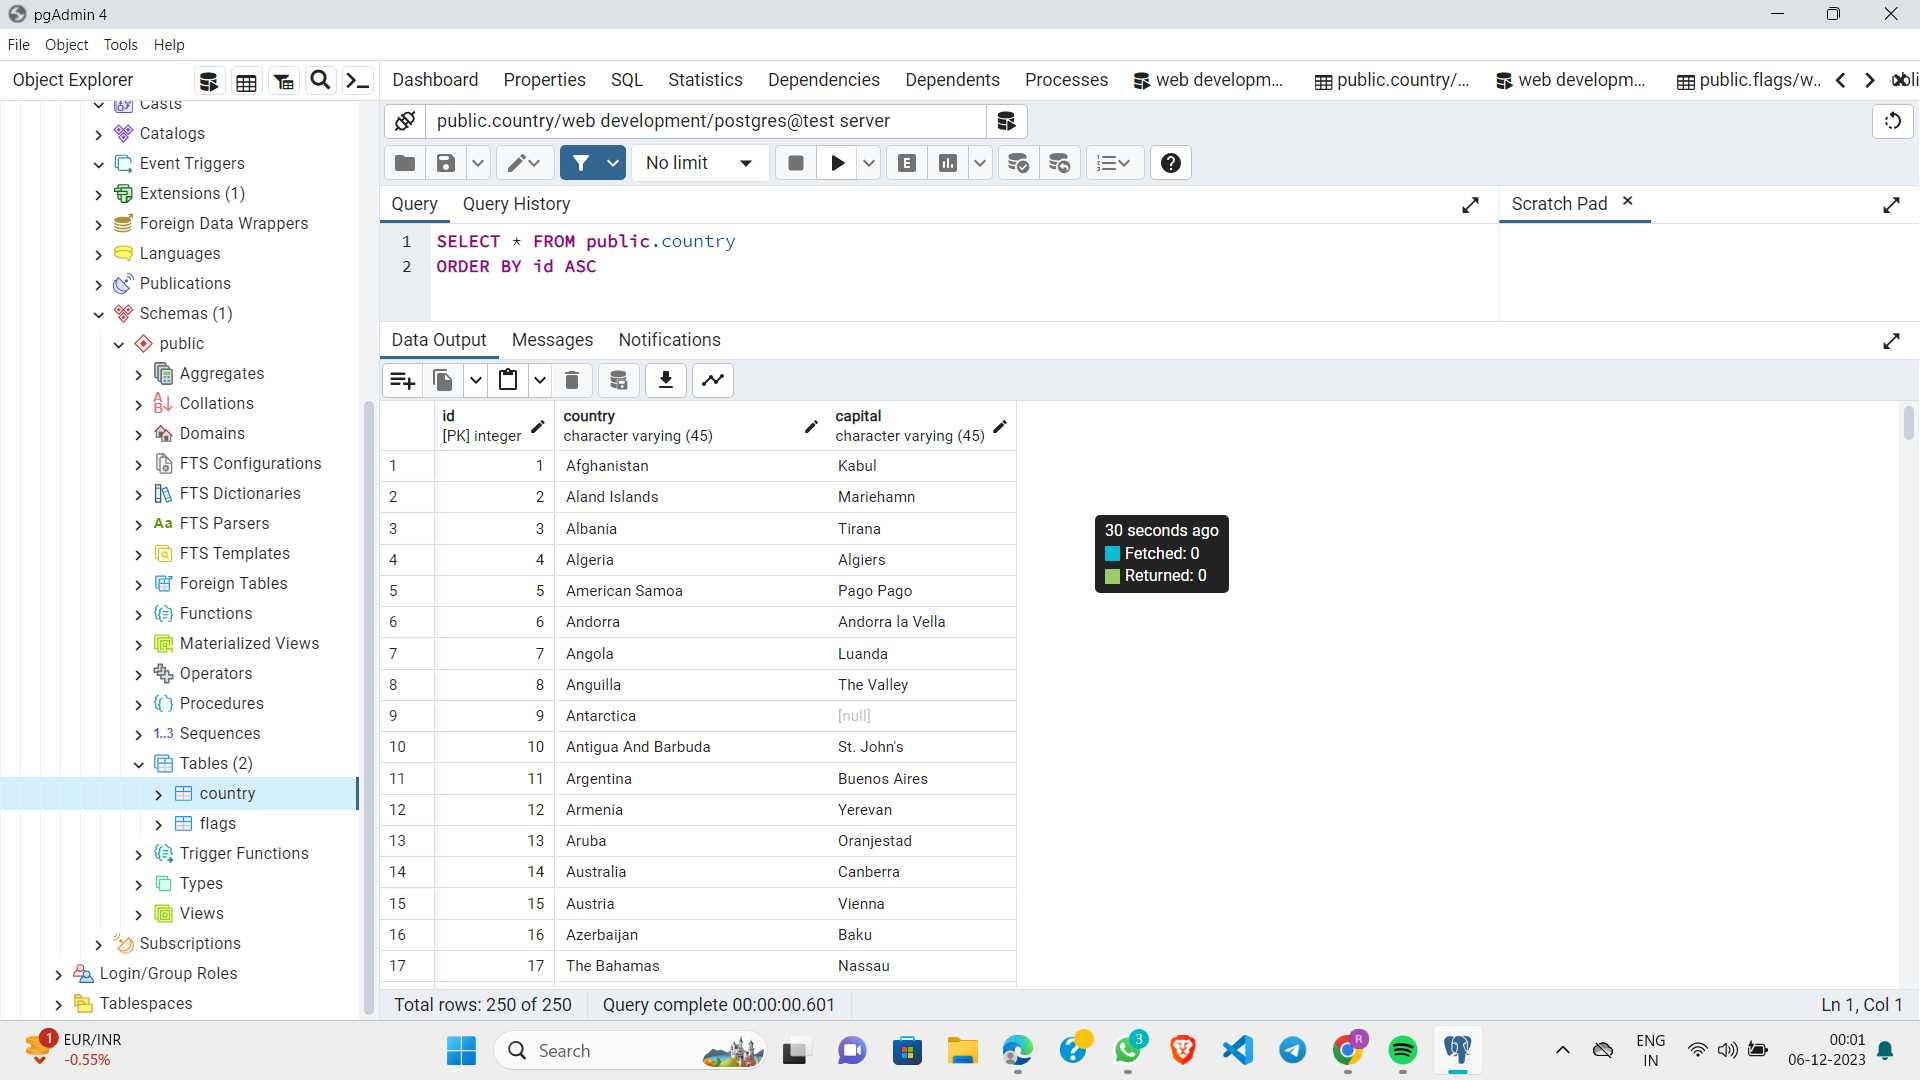 pgAdmin 4
File Object Tools Help
Object Explorer
Dashboard Properties SQL Statistics Dependencies Dependents Processes web developm... public.country/... web developm... public.flags/w...
Casts
Catalogs
Event Triggers
Extensions (1)
Foreign Data Wrappers
Languages
Publications
Schemas (1)
public
Aggregates
Collations
Domains
FTS Configurations
FTS Dictionaries
Aa FTS Parsers
FTS Templates
Foreign Tables
Functions
Materialized Views
Operators
Procedures
1..3 Sequences
Tables (2)
country
flags
Trigger Functions
Types
Views
Subscriptions
Login/Group Roles
Tablespaces
public.country/web development/postgres@test server
No limit
E
Query Query History
Scratch Pad
1 SELECT * FROM public.country
2 ORDER BY id ASC
Data Output Messages Notifications
id country capital
[PK] integer character varying (45) character varying (45)
1 1 Afghanistan Kabul
2 2 Aland Islands Mariehamn
3 3 Albania Tirana
4 4 Algeria Algiers
5 5 American Samoa Pago Pago
6 6 Andorra Andorra la Vella
7 7 Angola Luanda
8 8 Anguilla The Valley
9 9 Antarctica [null]
10 10 Antigua And Barbuda St. John's
11 11 Argentina Buenos Aires
12 12 Armenia Yerevan
13 13 Aruba Oranjestad
14 14 Australia Canberra
15 15 Austria Vienna
16 16 Azerbaijan Baku
17 17 The Bahamas Nassau
30 seconds ago
Fetched: 0
Returned: 0
Total rows: 250 of 250 Query complete 00:00:00.601
Ln 1, Col 1
1 EUR/INR
-0.55%
Search
3
R
ENG
IN
00:01
06-12-2023